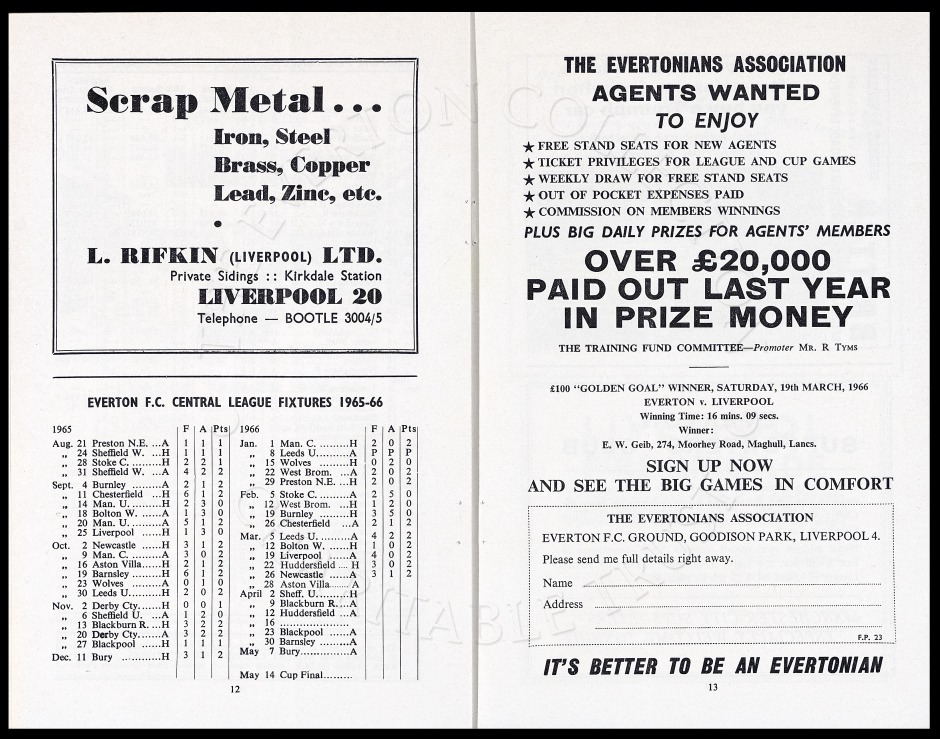 Scrap Metal . . .
Iron, Steel
Brass, Copper
Lead, Zinc, etc.
•
L. RIFKIN (LIVERPOOL) LTD.
Private Sidings :: Kirkdale Station
LIVERPOOL 20
Telephone — BOOTLE 3004/5
EVERTON F.C. CENTRAL LEAGUE FIXTURES 1965-66
1965 F A Pts
Aug. 21 Preston N.E. ...A 1 1 1
„ 24 Sheffield W. ...H 1 1 1
„ 28 Stoke C. .........H 2 2 1
„ 31 Sheffield W. ...A 4 2 2
Sept. 4 Burnley .........A 2 1 2
„ 11 Chesterfield ...H 6 1 2
„ 14 Man. U. .........H 2 3 0
„ 18 Bolton W. ......A 1 3 0
„ 20 Man. U. .........A 5 1 2
„ 25 Liverpool ......H 1 3 0
Oct. 2 Newcastle ......H 3 1 2
„ 9 Man. C. .........A 3 0 2
„ 16 Aston Villa......H 2 1 2
„ 19 Barnsley .........H 6 1 2
„ 23 Wolves .........A 0 1 0
„ 30 Leeds U. .........H 2 0 2
Nov. 2 Derby Cty.......H 0 0 1
„ 6 Sheffield U. ...A 1 2 0
„ 13 Blackburn R. ...H 3 2 2
„ 20 Derby Cty.......A 3 2 2
„ 27 Blackpool ......H 1 1 1
Dec. 11 Bury ............H 3 1 2
1966 F A Pts
Jan. 1 Man. C. .........H 2 0 2
„ 8 Leeds U. .........A P P P
„ 15 Wolves .........H 0 2 0
„ 22 West Brom. ...A 2 0 2
„ 29 Preston N.E. ...H 2 0 2
Feb. 5 Stoke C. .........A 2 5 0
„ 12 West Brom. ...H 1 2 0
„ 19 Burnley .........H 3 5 0
„ 26 Chesterfield ...A 2 1 2
Mar. 5 Leeds U. .........A 4 2 2
„ 12 Bolton W. ......H 1 0 2
„ 19 Liverpool ......A 4 0 2
„ 22 Huddersfield .... H 3 0 2
„ 26 Newcastle ......A 3 1 2
„ 28 Aston Villa......A
April 2 Sheff. U..........H
„ 9 Blackburn R....A
„ 12 Huddersfield ...A
„ 16 .....................
„ 23 Blackpool ......A
„ 30 Barnsley .........A
May 7 Bury...............A
May 14 Cup Final.........
12
THE EVERTONIANS ASSOCIATION
AGENTS WANTED
TO ENJOY
★ FREE STAND SEATS FOR NEW AGENTS
★ TICKET PRIVILEGES FOR LEAGUE AND CUP GAMES
★ WEEKLY DRAW FOR FREE STAND SEATS
★ OUT OF POCKET EXPENSES PAID
★ COMMISSION ON MEMBERS WINNINGS
PLUS BIG DAILY PRIZES FOR AGENTS' MEMBERS
OVER £20,000
PAID OUT LAST YEAR
IN PRIZE MONEY
THE TRAINING FUND COMMITTEE—Promoter MR. R TYMS
£100 "GOLDEN GOAL" WINNER, SATURDAY, 19th MARCH, 1966
EVERTON v. LIVERPOOL
Winning Time: 16 mins. 09 secs.
Winner:
E. W. Geib, 274, Moorhey Road, Maghull, Lancs.
SIGN UP NOW
AND SEE THE BIG GAMES IN COMFORT
THE EVERTONIANS ASSOCIATION
EVERTON F.C. GROUND, GOODISON PARK, LIVERPOOL 4.
Please send me full details right away.
Name
Address
F.P. 23
IT'S BETTER TO BE AN EVERTONIAN
13